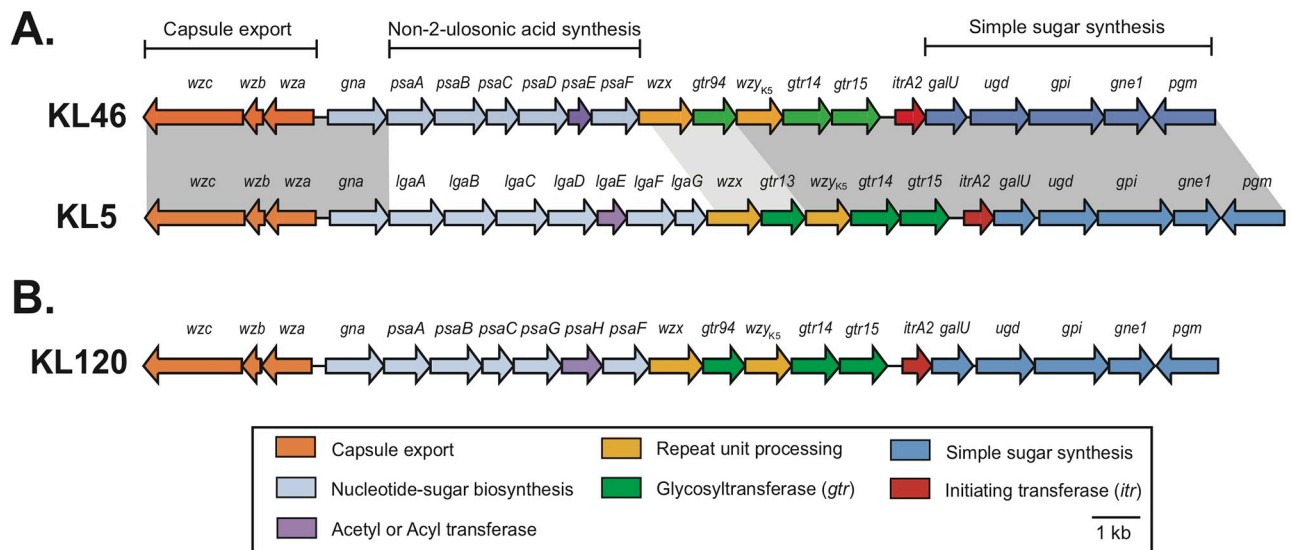 A.
Capsule export Non-2-ulosonic acid synthesis Simple sugar synthesis
wzc wzb wza gna psaA psaB psaC psaD psaE psaF wzx gtr94 wzyK5 gtr14 gtr15 itrA2 galU ugd gpi gne1 pgm
KL46
wzc wzb wza gna lgaA lgaB lgaC lgaD lgaE lgaF lgaG wzx gtr13 wzyK5 gtr14 gtr15 itrA2 galU ugd gpi gne1 pgm
KL5
B.
wzc wzb wza gna psaA psaB psaC psaG psaH psaF wzx gtr94 wzyK5 gtr14 gtr15 itrA2 galU ugd gpi gne1 pgm
KL120
Capsule export Repeat unit processing Simple sugar synthesis
Nucleotide-sugar biosynthesis Glycosyltransferase (gtr) Initiating transferase (itr)
Acetyl or Acyl transferase
1 kb